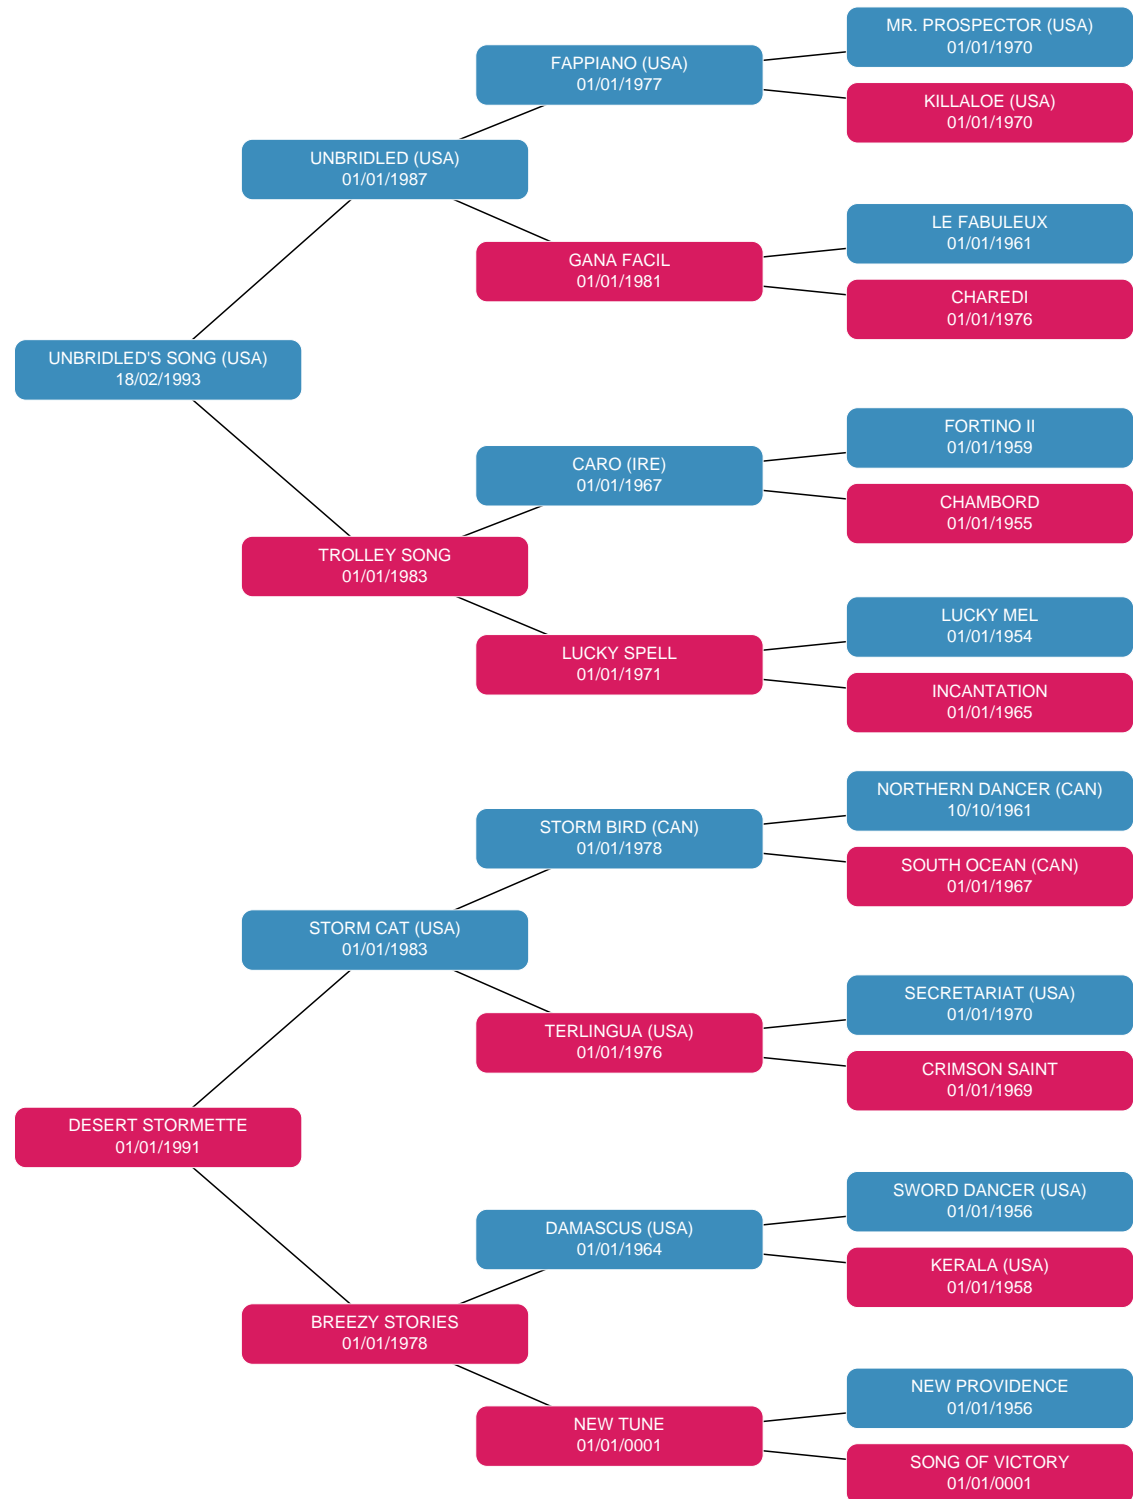 MR. PROSPECTOR (USA)
01/01/1970
FAPPIANO (USA)
01/01/1977
KILLALOE (USA)
01/01/1970
UNBRIDLED (USA)
01/01/1987
LE FABULEUX
01/01/1961
GANA FACIL
01/01/1981
CHAREDI
01/01/1976
UNBRIDLED'S SONG (USA)
18/02/1993
FORTINO II
01/01/1959
CARO (IRE)
01/01/1967
CHAMBORD
01/01/1955
TROLLEY SONG
01/01/1983
LUCKY MEL
01/01/1954
LUCKY SPELL
01/01/1971
INCANTATION
01/01/1965
NORTHERN DANCER (CAN)
10/10/1961
STORM BIRD (CAN)
01/01/1978
SOUTH OCEAN (CAN)
01/01/1967
STORM CAT (USA)
01/01/1983
SECRETARIAT (USA)
01/01/1970
TERLINGUA (USA)
01/01/1976
CRIMSON SAINT
01/01/1969
DESERT STORMETTE
01/01/1991
SWORD DANCER (USA)
01/01/1956
DAMASCUS (USA)
01/01/1964
KERALA (USA)
01/01/1958
BREEZY STORIES
01/01/1978
NEW PROVIDENCE
01/01/1956
NEW TUNE
01/01/0001
SONG OF VICTORY
01/01/0001